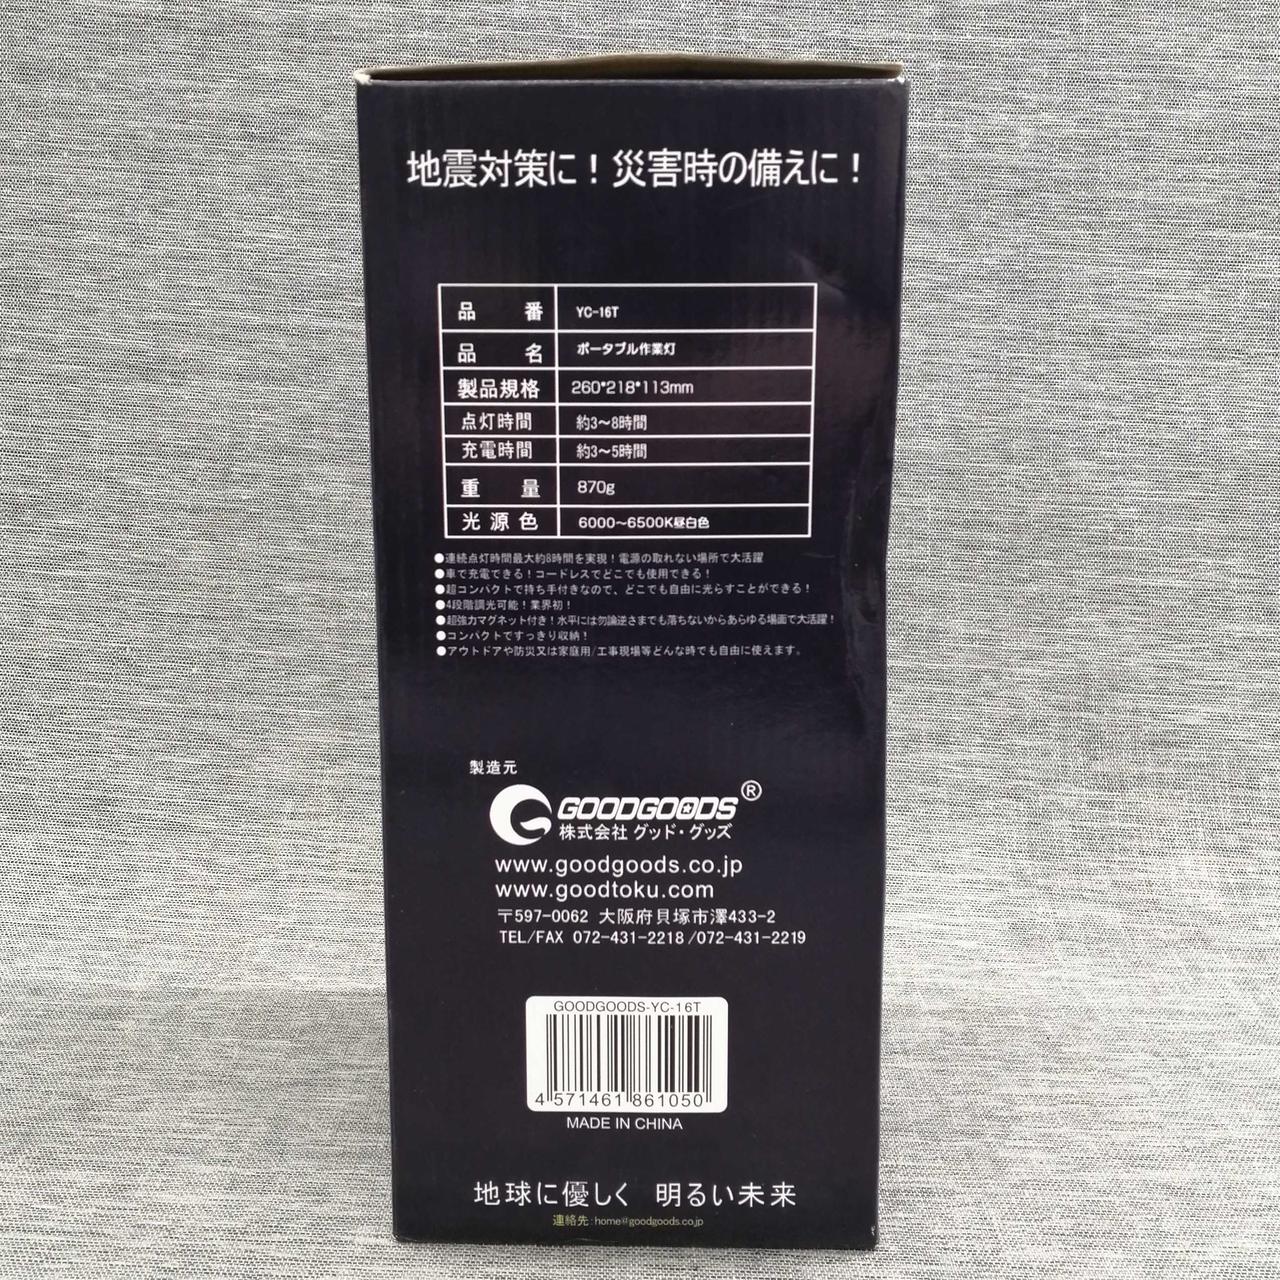 地震対策に！災害時の備えに！
品番 YC-16T
品名 ポータブル作業灯
製品規格 260*218*113mm
点灯時間 約3～8時間
充電時間 約3～5時間
重量 870g
光源色 6000～6500K昼白色
●連続点灯時間最大約8時間を実現！電源の取れない場所で大活躍
●車で充電できる！コードレスでどこでも使用できる！
●超コンパクトで持ち手付きなので、どこでも自由に光らすことができる！
●4段階調光可能！業界初！
●超強力マグネット付き！水平には勿論逆さまでも落ちないからあらゆる場面で大活躍！
●コンパクトですっきり収納！
●アウトドアや防災又は家庭用/工事現場等どんな時でも自由に使えます。
製造元
GOODGOODS®
株式会社 グッド・グッズ
www.goodgoods.co.jp
www.goodtoku.com
〒597-0062 大阪府貝塚市澤433-2
TEL/FAX 072-431-2218/072-431-2219
GOODGOODS-YC-16T
4 571461 861050
MADE IN CHINA
地球に優しく 明るい未来
連絡先:home@goodgoods.co.jp